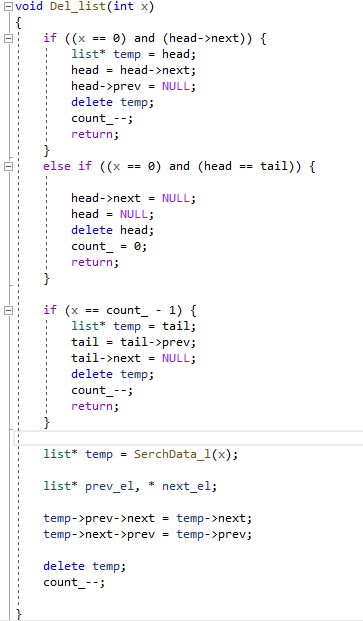 void Del_list(int x)
{
if ((x == 0) and (head->next)) {
list* temp = head;
head = head->next;
head->prev = NULL;
delete temp;
count_--;
return;
}
else if ((x == 0) and (head == tail)) {
head->next = NULL;
head = NULL;
delete head;
count_ = 0;
return;
}
if (x == count_ - 1) {
list* temp = tail;
tail = tail->prev;
tail->next = NULL;
delete temp;
count_--;
return;
}
list* temp = SerchData_l(x);
list* prev_el, * next_el;
temp->prev->next = temp->next;
temp->next->prev = temp->prev;
delete temp;
count_--;
}